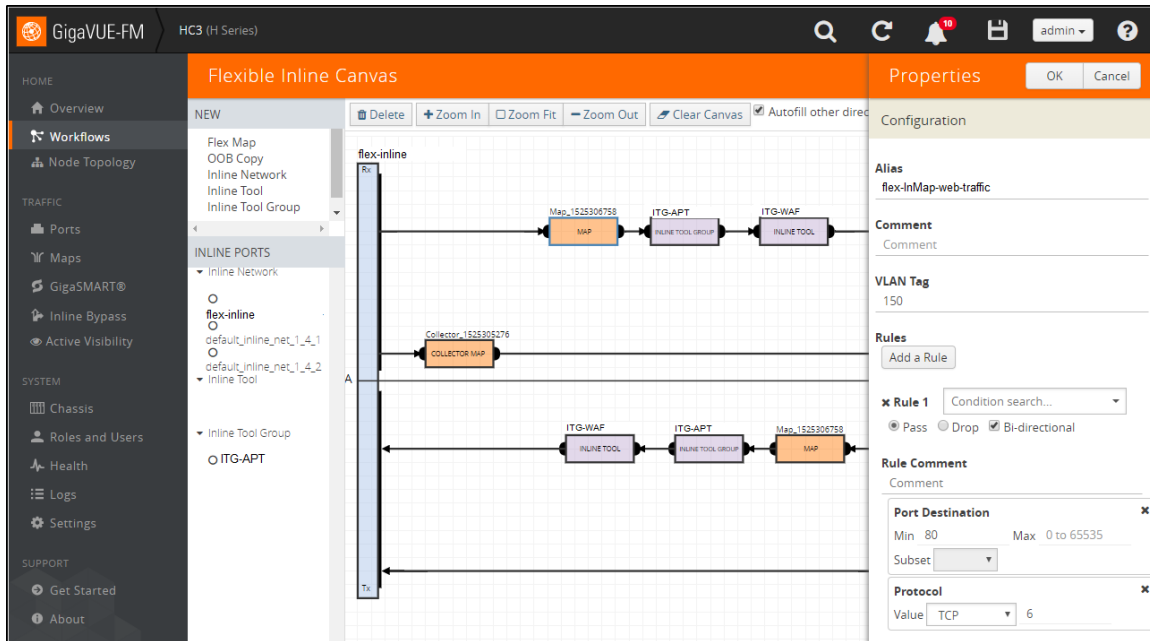 GigaVUE-FM
HC3 (H Series)
10
admin
?
HOME
Overview
Workflows
Node Topology
TRAFFIC
Ports
Maps
GigaSMART®
Inline Bypass
Active Visibility
SYSTEM
Chassis
Roles and Users
Health
Logs
Settings
SUPPORT
Get Started
About
Flexible Inline Canvas
NEW
Flex Map
OOB Copy
Inline Network
Inline Tool
Inline Tool Group
INLINE PORTS
Inline Network
flex-inline
default_inline_net_1_4_1
default_inline_net_1_4_2
Inline Tool
Inline Tool Group
ITG-APT
Delete
Zoom In
Zoom Fit
Zoom Out
Clear Canvas
Autofill other direc
flex-inline
Rx
Map_1525306758
MAP
ITG-APT
INLINE TOOL GROUP
ITG-WAF
INLINE TOOL
Collector_1525305276
COLLECTOR MAP
A
ITG-WAF
INLINE TOOL
ITG-APT
INLINE TOOL GROUP
Map_1525306758
MAP
Tx
Properties
OK
Cancel
Configuration
Alias
flex-InMap-web-traffic
Comment
Comment
VLAN Tag
150
Rules
Add a Rule
x Rule 1 Condition search...
Pass Drop Bi-directional
Rule Comment
Comment
Port Destination x
Min 80 Max 0 to 65535
Subset
Protocol x
Value TCP 6